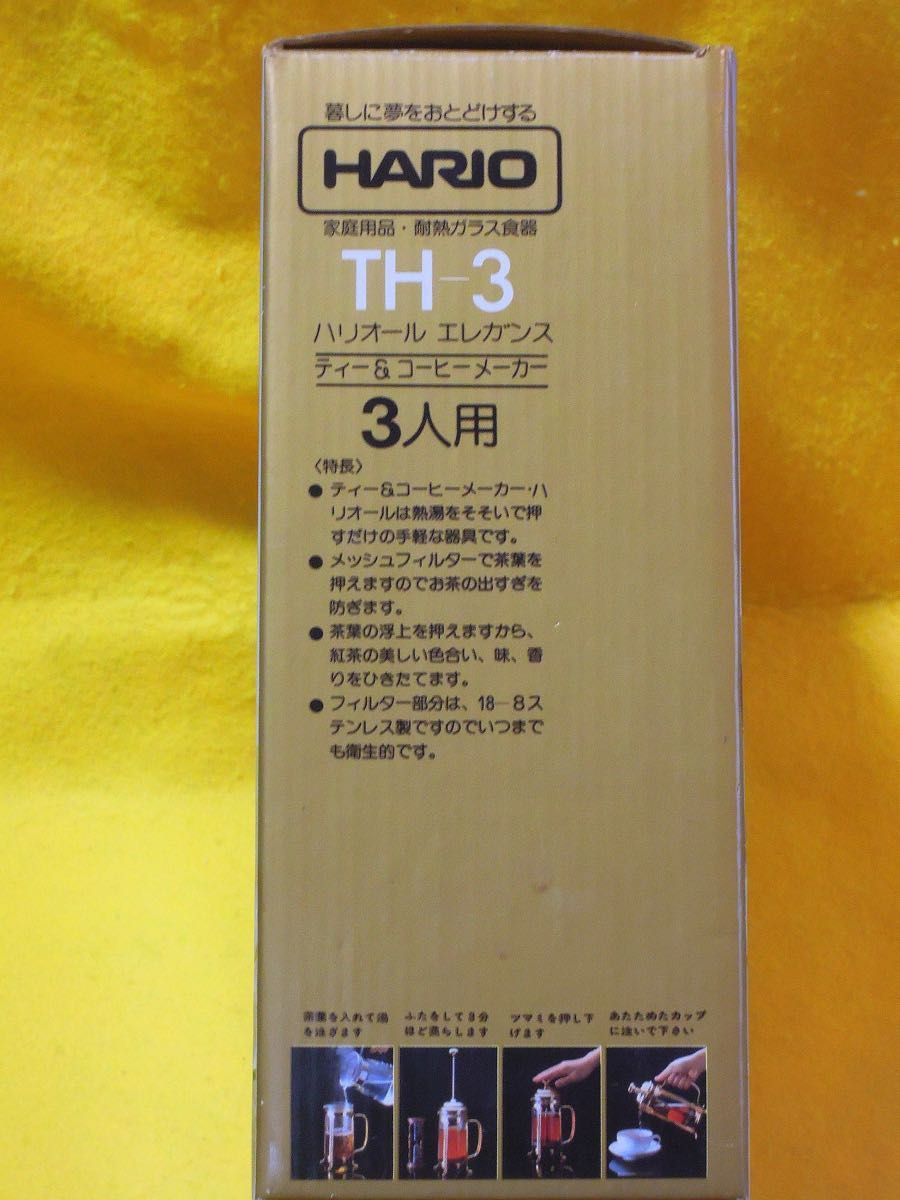 暮しに夢をおとどけする
HARIO
家庭用品・耐熱ガラス食器
TH-3
ハリオール エレガンス
ティー&コーヒーメーカー
3人用
〈特長〉
● ティー&コーヒーメーカー・ハ
リオールは熱湯をそそいで押
すだけの手軽な器具です。
● メッシュフィルターで茶葉を
押えますのでお茶の出すぎを
防ぎます。
● 茶葉の浮上を押えますから、
紅茶の美しい色合い、味、香
りをひきたてます。
● フィルター部分は、18-8ス
テンレス製ですのでいつまで
も衛生的です。
茶葉を入れて湯
を注ぎます
ふたをして3分
ほど蒸らします
ツマミを押し下
げます
あたためたカップ
に注いで下さい